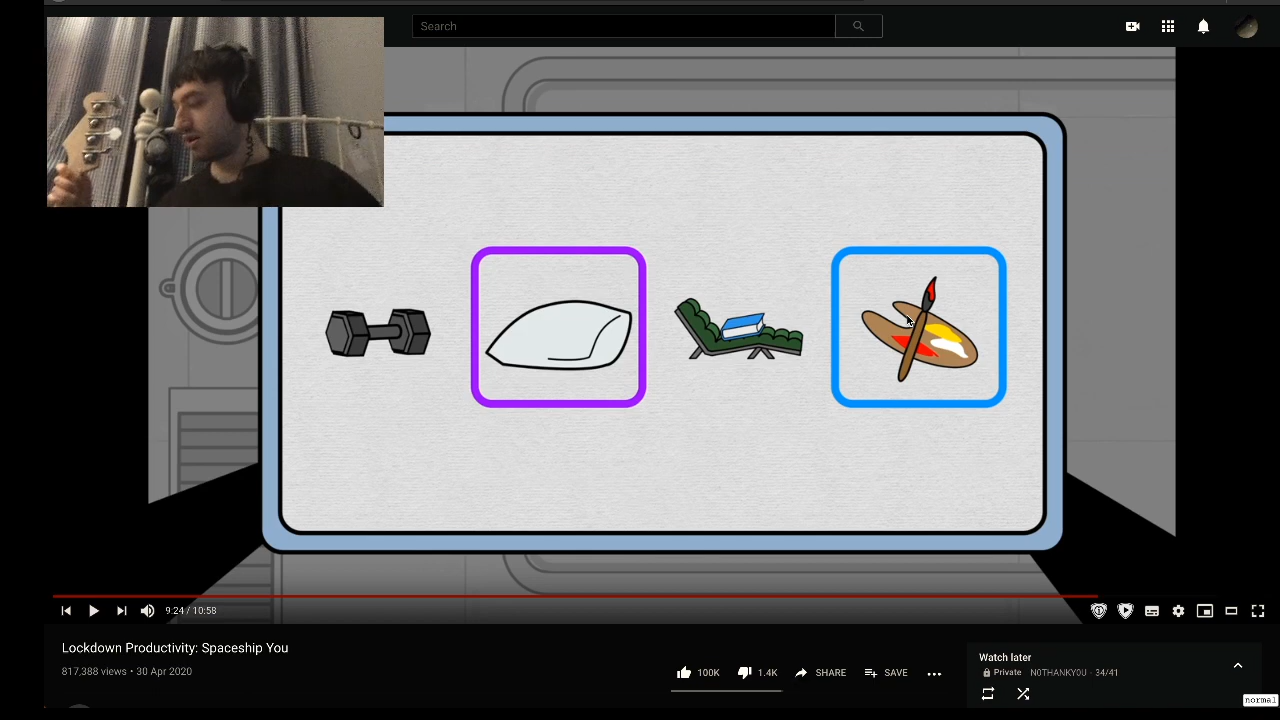 Search
9:24 / 10:58
Lockdown Productivity: Spaceship You
817,388 views • 30 Apr 2020
100K
1.4K
SHARE
SAVE
Watch later
Private N0THANKY0U - 34/41
normal